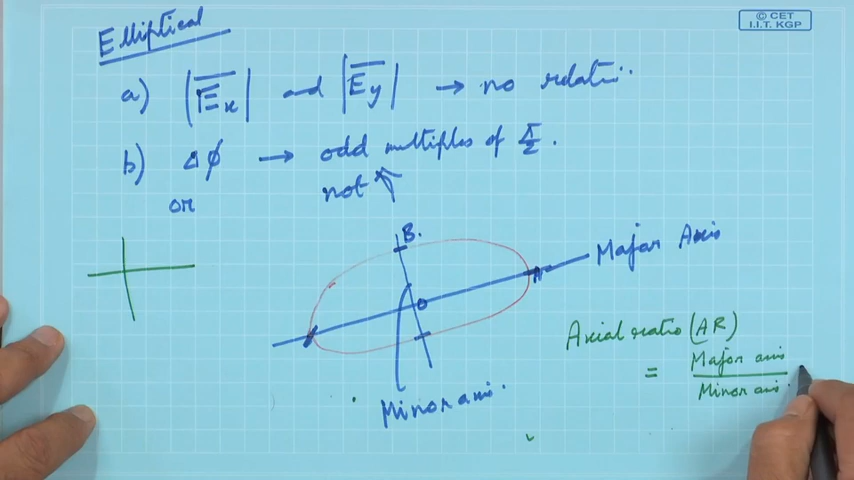 Elliptical
© CET
I.I.T. KGP
a) |Ex| and |Ey| → no relati.
b) Δϕ → odd multiples of π/2.
or not
B.
Major Axis
A
O
Axial ratio (AR)
= Major axis
Minor axis.
Minor axis.